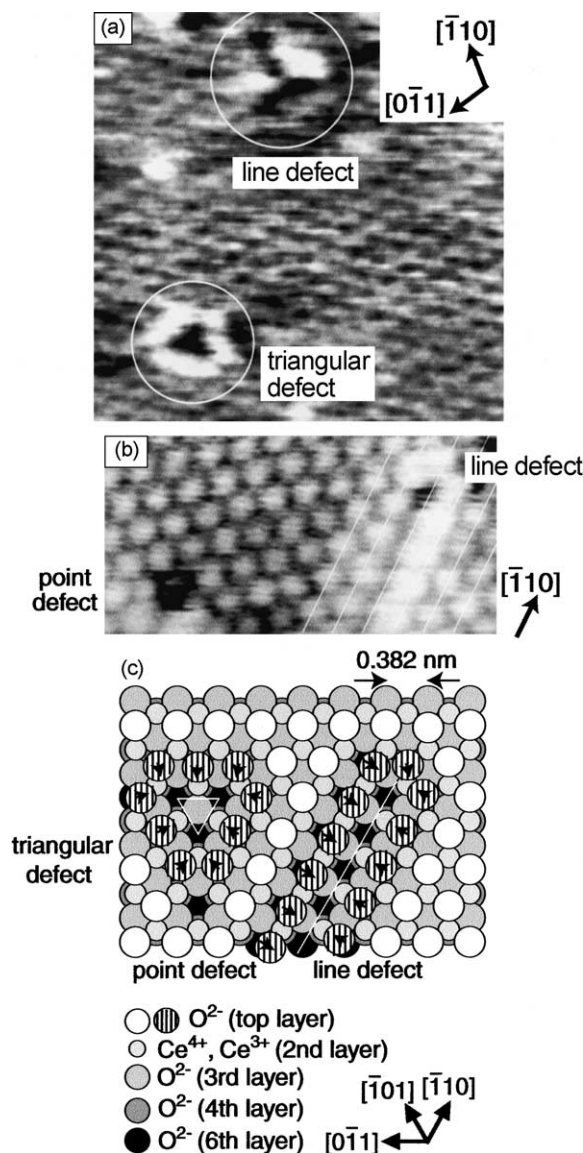 (a)
[1̄10]
[01̄1]
line defect
triangular
defect
(b)
line defect
point
defect
[1̄10]
(c)
0.382 nm
triangular
defect
point defect
line defect
O²⁻ (top layer)
Ce⁴⁺, Ce³⁺ (2nd layer)
O²⁻ (3rd layer)
O²⁻ (4th layer)
O²⁻ (6th layer)
[1̄01]
[1̄10]
[01̄1]